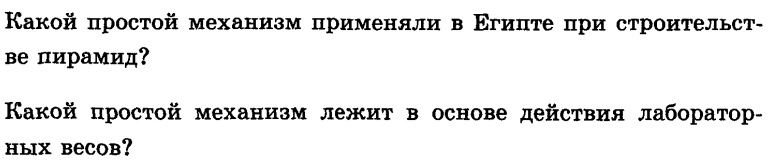 Какой простой механизм применяли в Египте при строительст-
ве пирамид?
Какой простой механизм лежит в основе действия лаборатор-
ных весов?